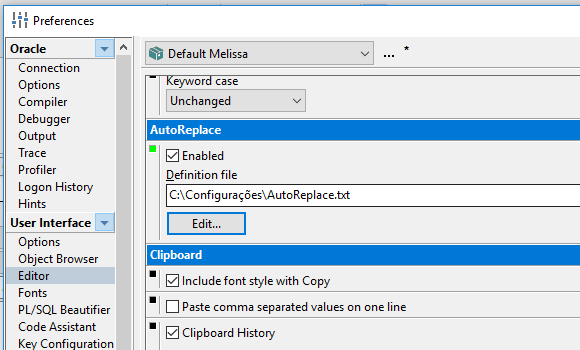 Preferences
Oracle
Connection
Options
Compiler
Debugger
Output
Trace
Profiler
Logon History
Hints
User Interface
Options
Object Browser
Editor
Fonts
PL/SQL Beautifier
Code Assistant
Key Configuration
Default Melissa
... *
Keyword case
Unchanged
AutoReplace
Enabled
Definition file
C:\Configurações\AutoReplace.txt
Edit...
Clipboard
Include font style with Copy
Paste comma separated values on one line
Clipboard History